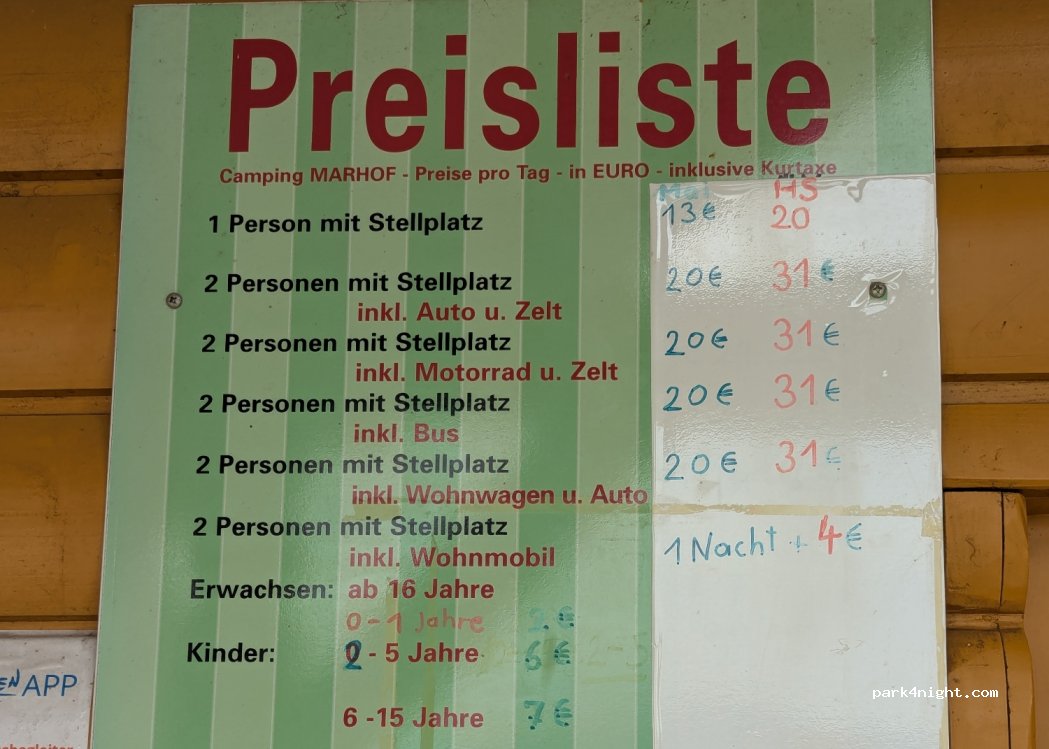 Preisliste
Camping MARHOF - Preise pro Tag - in EURO - inklusive Kurtaxe
Mai HS
1 Person mit Stellplatz 13€ 20
2 Personen mit Stellplatz 20€ 31€
inkl. Auto u. Zelt
2 Personen mit Stellplatz 20€ 31€
inkl. Motorrad u. Zelt
2 Personen mit Stellplatz 20€ 31€
inkl. Bus
2 Personen mit Stellplatz 20€ 31€
inkl. Wohnwagen u. Auto
2 Personen mit Stellplatz 1 Nacht + 4€
inkl. Wohnmobil
Erwachsen: ab 16 Jahre
0-1 Jahre 2€
Kinder: 2 - 5 Jahre 6€
6 -15 Jahre 7€
APP
park4night.com